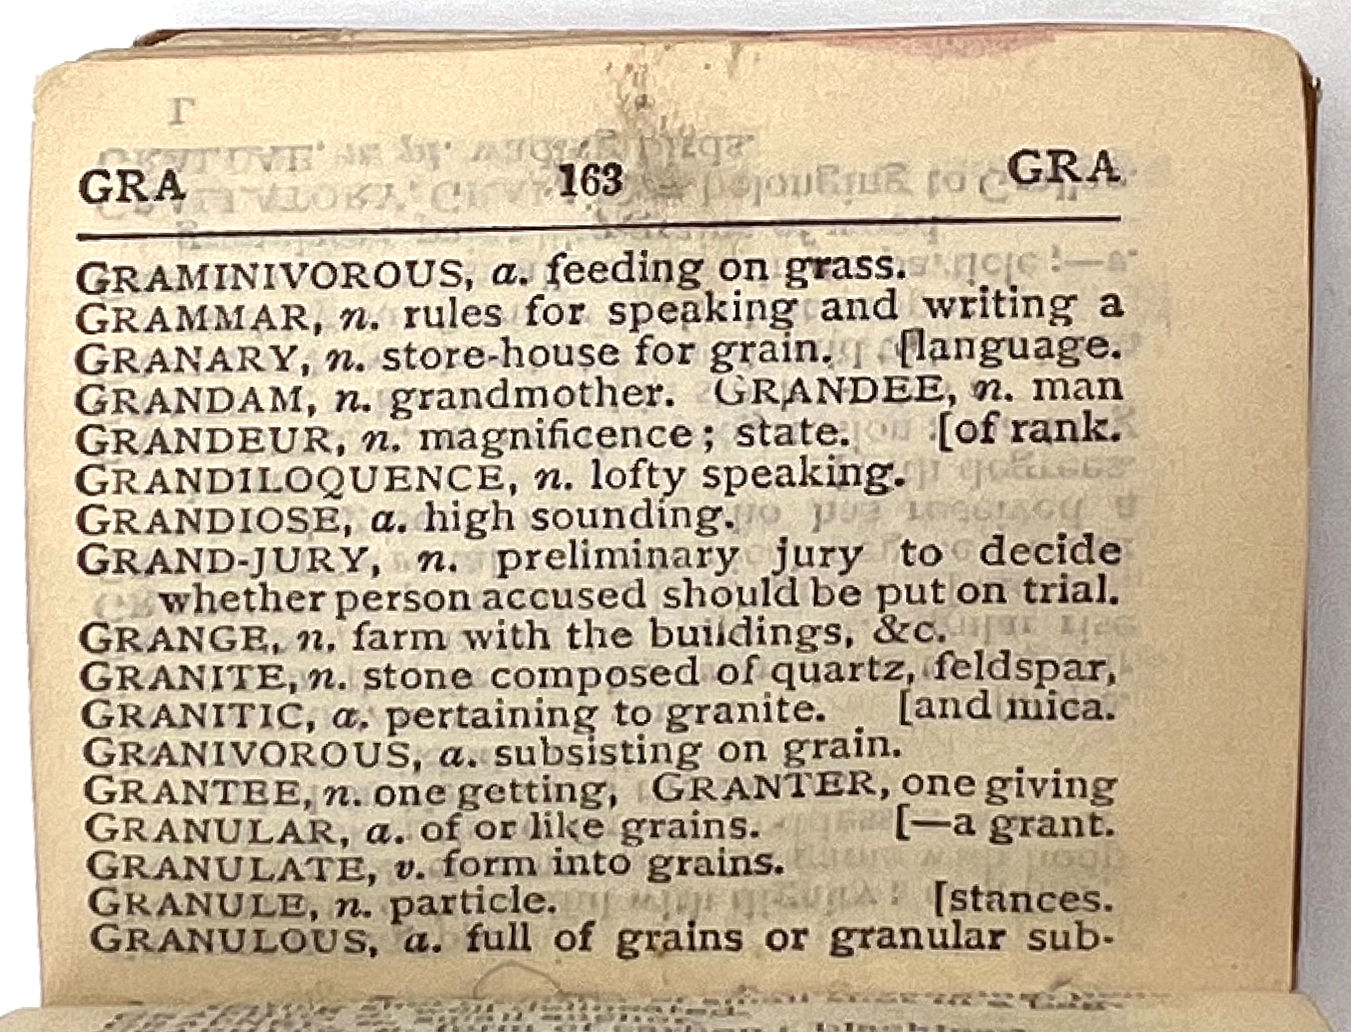 GRA 163 GRA
GRAMINIVOROUS, a. feeding on grass.
GRAMMAR, n. rules for speaking and writing a
GRANARY, n. store-house for grain. [language.
GRANDAM, n. grandmother. GRANDEE, n. man
GRANDEUR, n. magnificence; state. [of rank.
GRANDILOQUENCE, n. lofty speaking.
GRANDIOSE, a. high sounding.
GRAND-JURY, n. preliminary jury to decide
whether person accused should be put on trial.
GRANGE, n. farm with the buildings, &c.
GRANITE, n. stone composed of quartz, feldspar,
GRANITIC, a. pertaining to granite. [and mica.
GRANIVOROUS, a. subsisting on grain.
GRANTEE, n. one getting, GRANTER, one giving
GRANULAR, a. of or like grains. [—a grant.
GRANULATE, v. form into grains.
GRANULE, n. particle. [stances.
GRANULOUS, a. full of grains or granular sub-